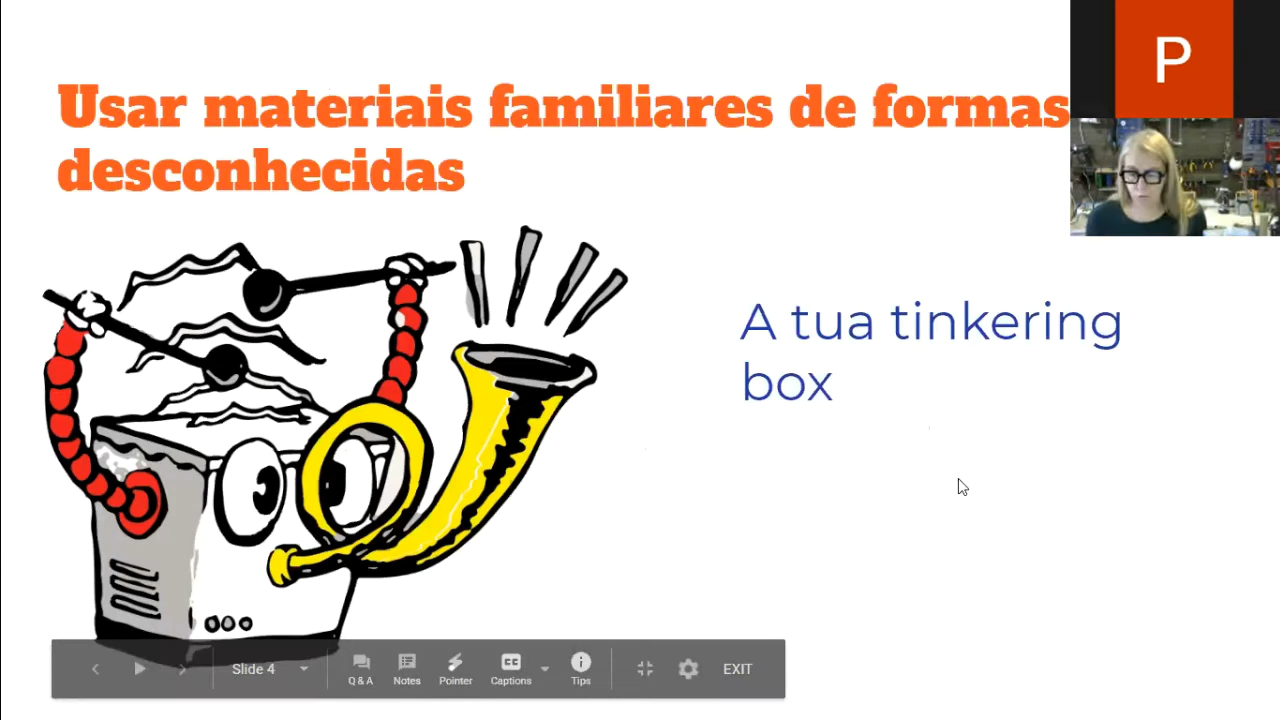 P
Usar materiais familiares de formas
desconhecidas
A tua tinkering
box
Slide 4
Q & A
Notes
Pointer
Captions
Tips
EXIT